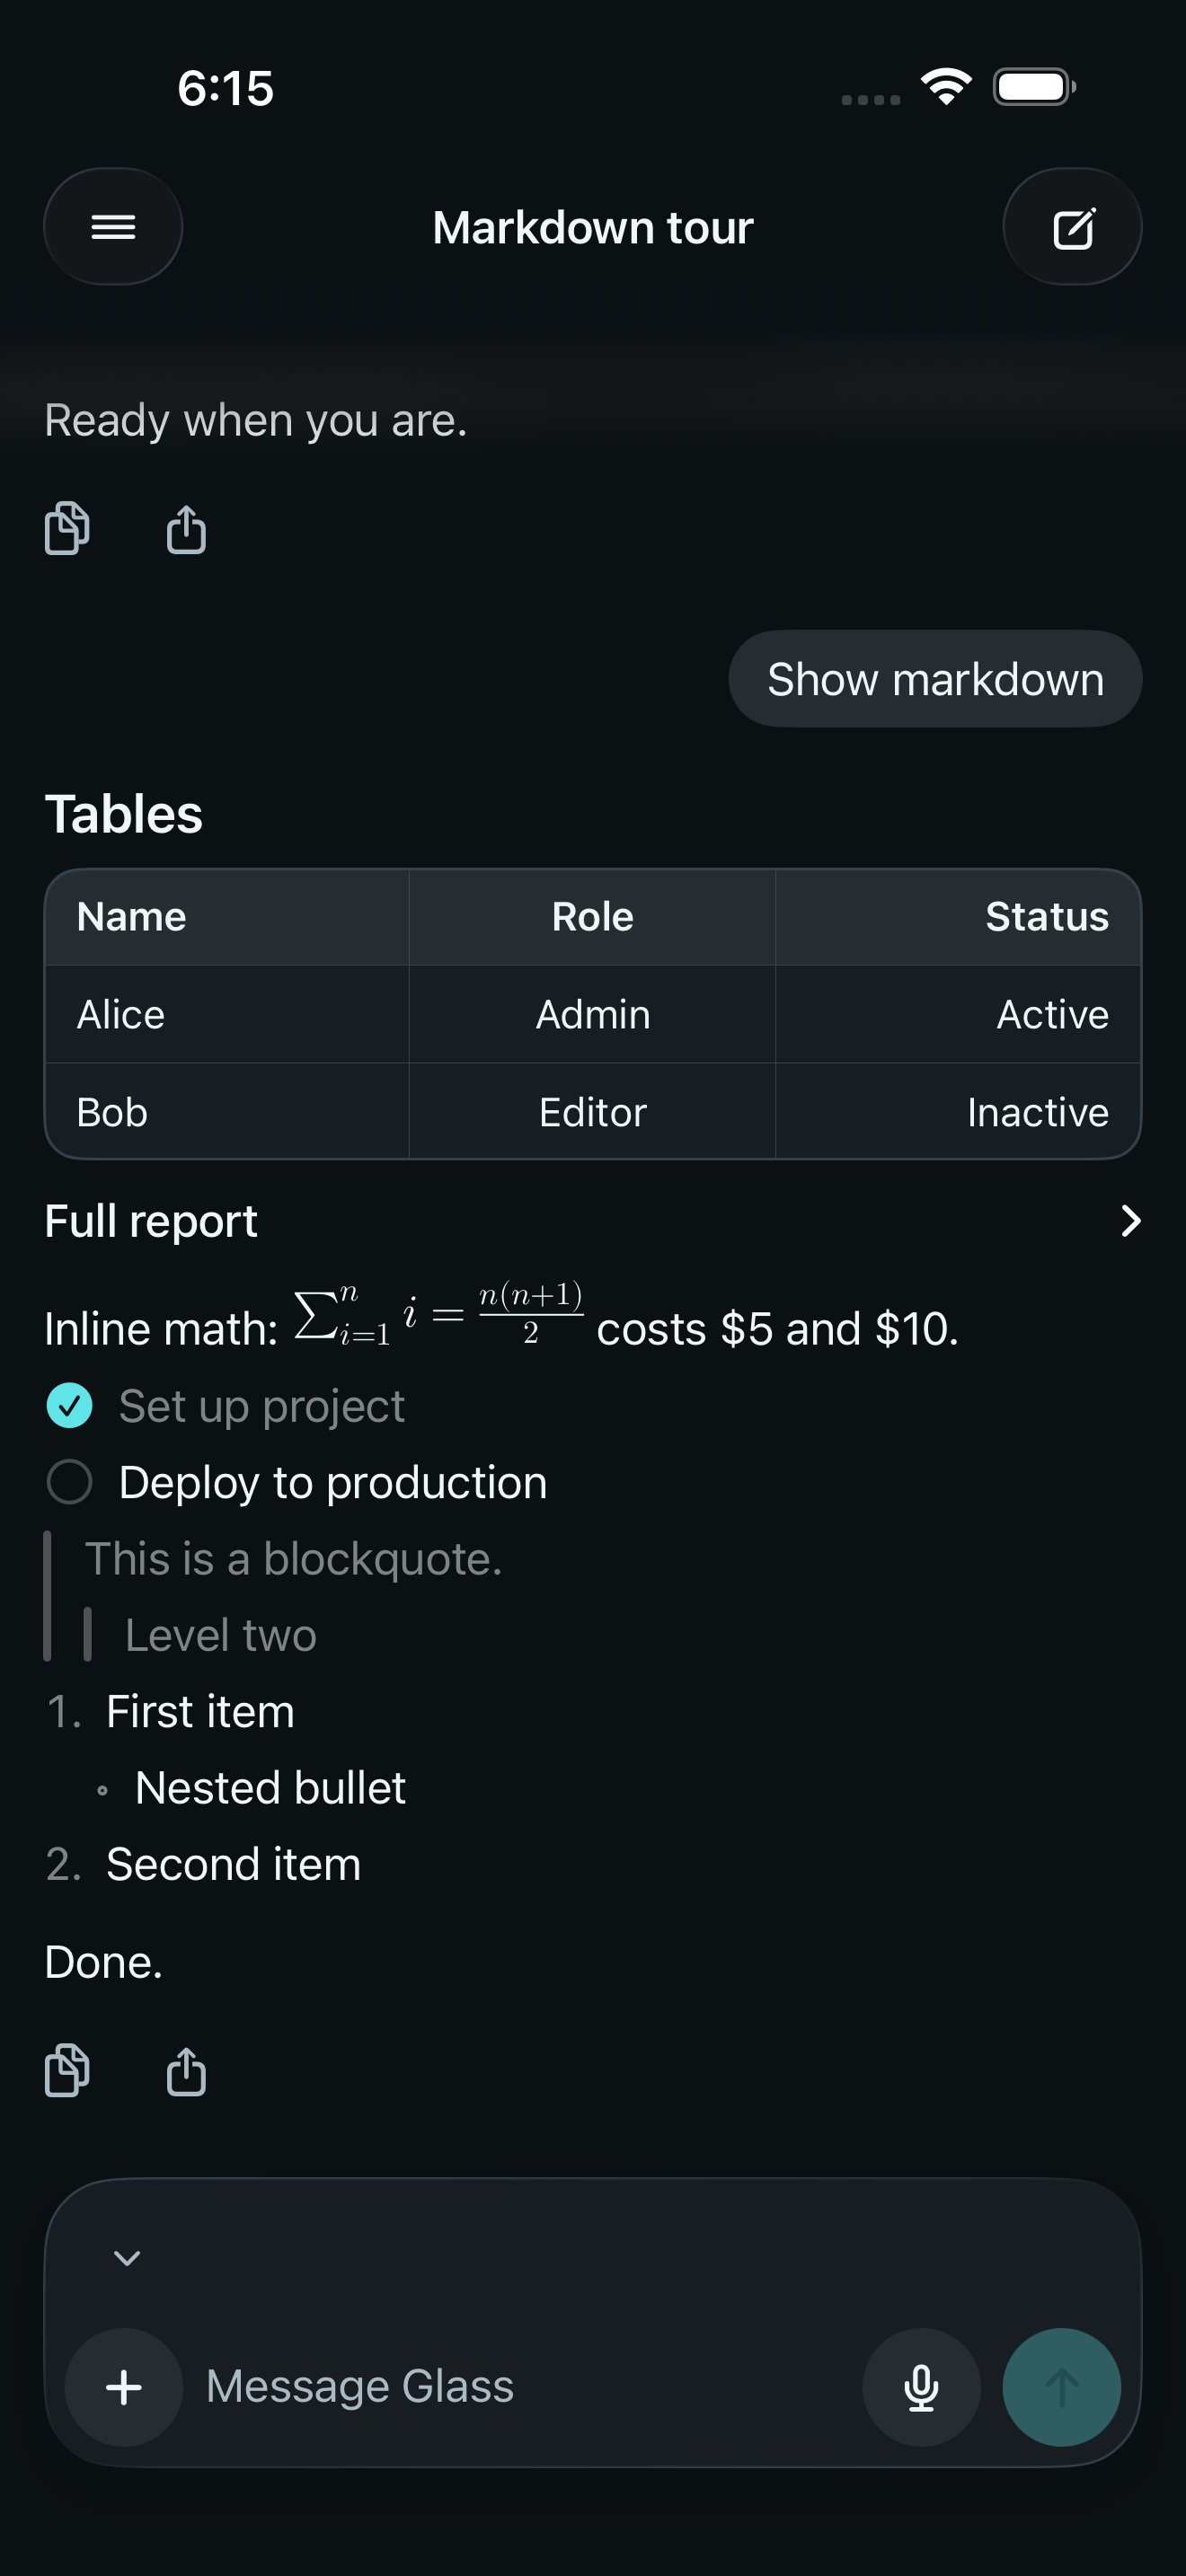 6:15
Markdown tour
Ready when you are.
Show markdown
Tables
Name Role Status
Alice Admin Active
Bob Editor Inactive
Full report
Inline math: ∑ⁿᵢ₌₁ i = n(n+1)/2 costs $5 and $10.
Set up project
Deploy to production
This is a blockquote.
Level two
1. First item
◦ Nested bullet
2. Second item
Done.
Message Glass